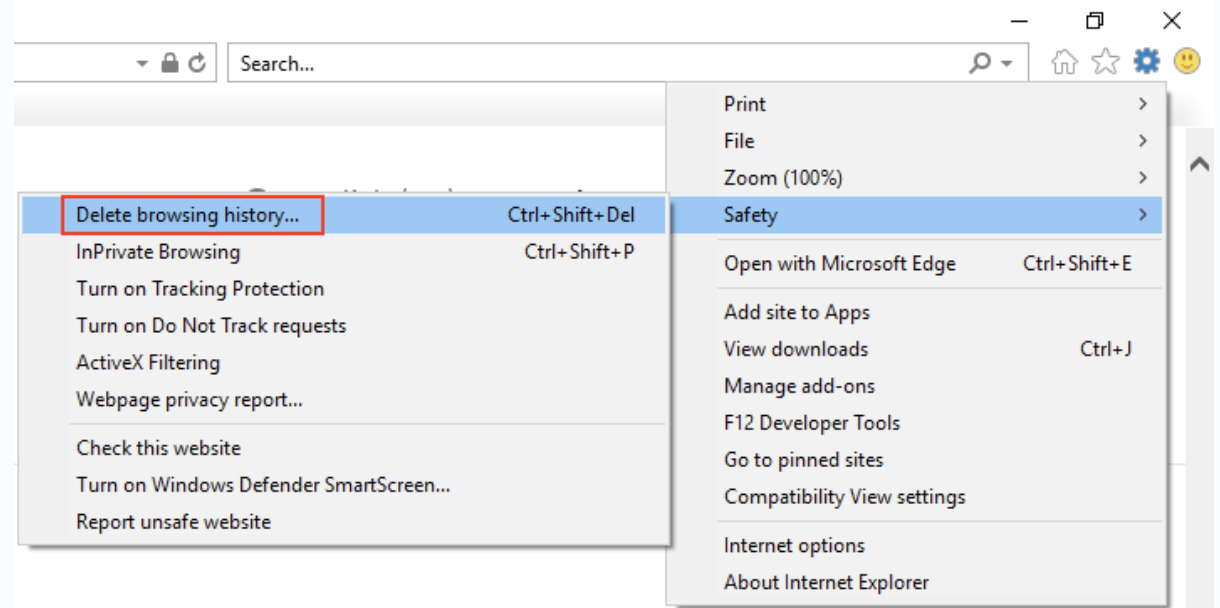 Search...
Print
File
Zoom (100%)
Safety
Open with Microsoft Edge Ctrl+Shift+E
Add site to Apps
View downloads Ctrl+J
Manage add-ons
F12 Developer Tools
Go to pinned sites
Compatibility View settings
Internet options
About Internet Explorer
Delete browsing history... Ctrl+Shift+Del
InPrivate Browsing Ctrl+Shift+P
Turn on Tracking Protection
Turn on Do Not Track requests
ActiveX Filtering
Webpage privacy report...
Check this website
Turn on Windows Defender SmartScreen...
Report unsafe website